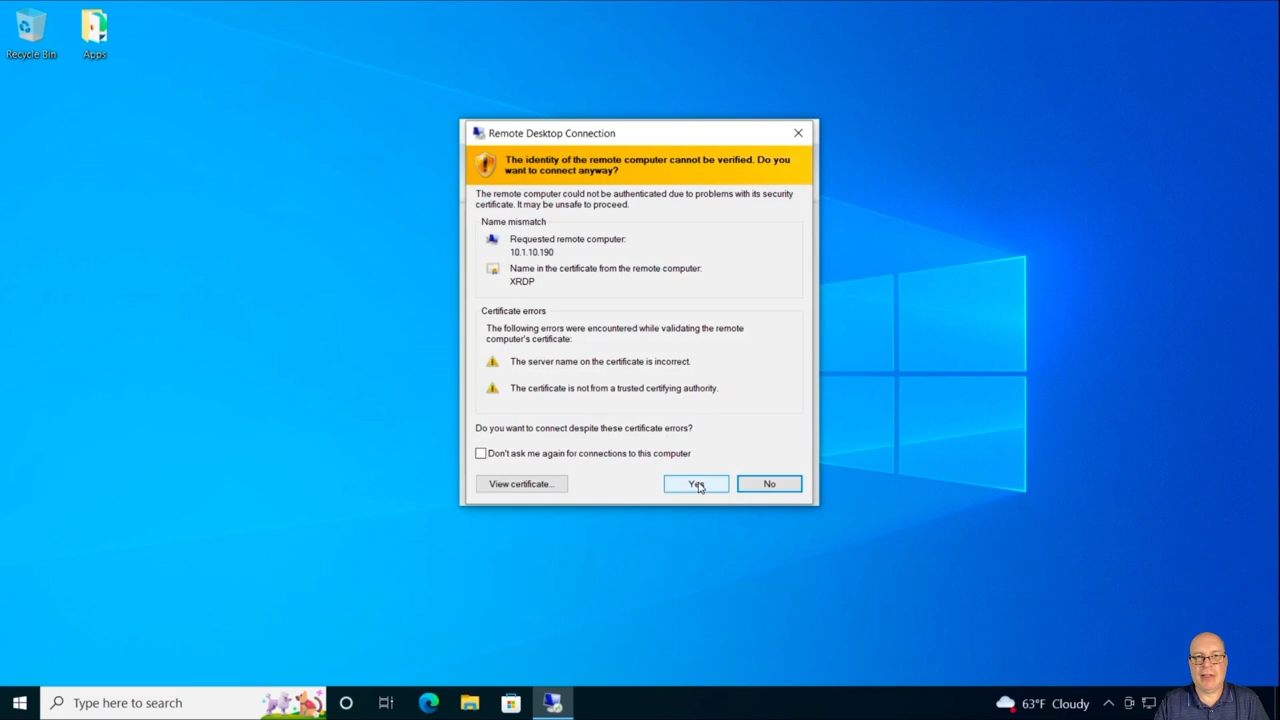 Recycle Bin
Apps
Remote Desktop Connection
The identity of the remote computer cannot be verified. Do you
want to connect anyway?
The remote computer could not be authenticated due to problems with its security
certificate. It may be unsafe to proceed.
Name mismatch
Requested remote computer:
10.1.10.190
Name in the certificate from the remote computer:
XRDP
Certificate errors
The following errors were encountered while validating the remote
computer's certificate:
The server name on the certificate is incorrect.
The certificate is not from a trusted certifying authority.
Do you want to connect despite these certificate errors?
Don't ask me again for connections to this computer
View certificate...
Yes
No
Type here to search
63°F Cloudy